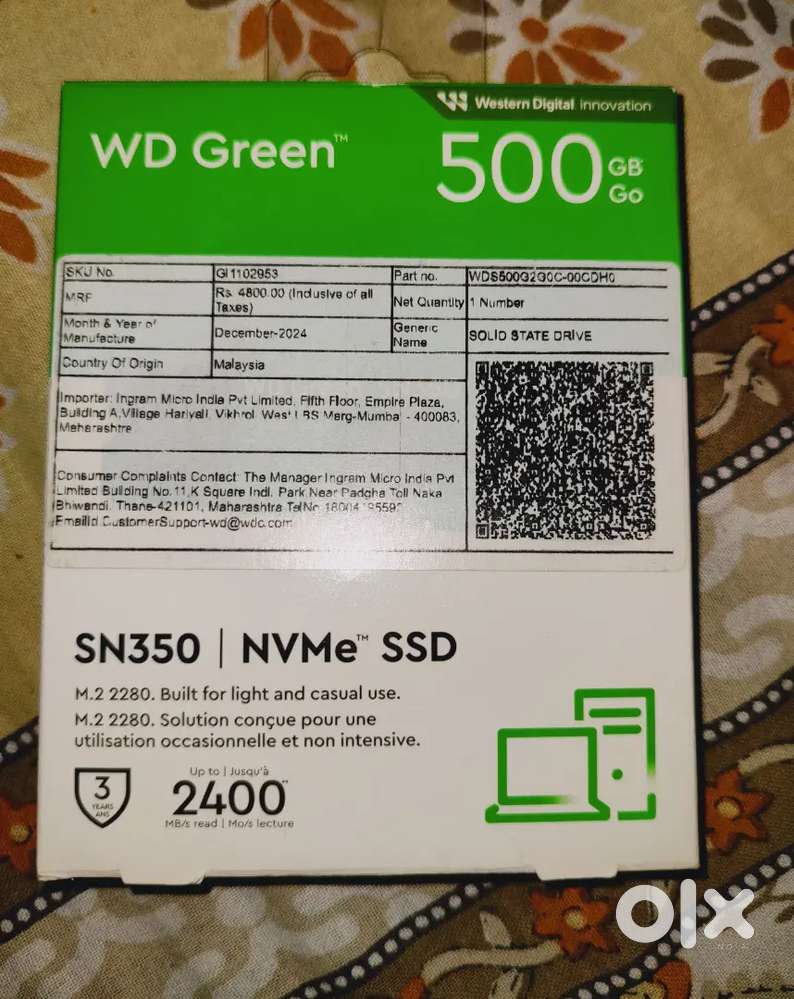 Western Digital innovation
WD Green™
500 GB
Go
SKU No.
GI1102953
Part no.
WDS500G2G0C-00CDH0
MRP
Rs. 4800.00 (Inclusive of all
Taxes)
Net Quantity
1 Number
Month & Year of
Manufacture
December-2024
Generic
Name
SOLID STATE DRIVE
Country Of Origin
Malaysia
Importer: Ingram Micro India Pvt Limited, Fifth Floor, Empire Plaza,
Building A,Village Hariyali, Vikhroli West LBS Marg-Mumbai - 400083,
Maharashtra
Consumer Complaints Contact: The Manager Ingram Micro India Pvt
Limited Building No.11,K Square Indl. Park Near Padgha Toll Naka
Bhiwandi, Thane-421101, Maharashtra TelNo
Emailid:CustomerSupport-wd@wdc.com
SN350 | NVMe™ SSD
M.2 2280. Built for light and casual use.
M.2 2280. Solution conçue pour une
utilisation occasionnelle et non intensive.
3
YEARS
ANS
Up to | Jusqu'à
2400**
MB/s read | Mo/s lecture
olx